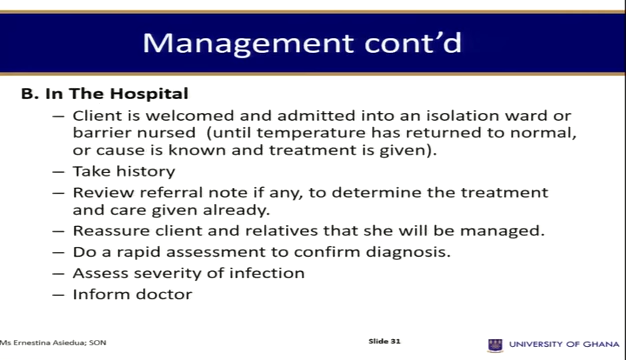 Management cont'd
B. In The Hospital
– Client is welcomed and admitted into an isolation ward or
barrier nursed (until temperature has returned to normal,
or cause is known and treatment is given).
– Take history
– Review referral note if any, to determine the treatment
and care given already.
– Reassure client and relatives that she will be managed.
– Do a rapid assessment to confirm diagnosis.
– Assess severity of infection
– Inform doctor
Ms Ernestina Asiedua; SON
Slide 31
UNIVERSITY OF GHANA